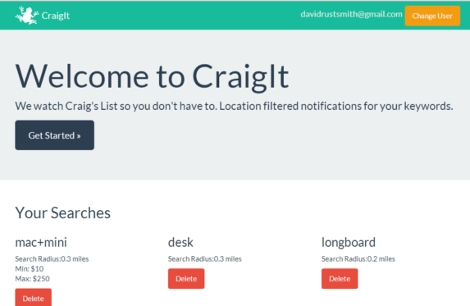 CraigIt
davidrustsmith@gmail.com
Change User
Welcome to CraigIt
We watch Craig's List so you don't have to. Location filtered notifications for your keywords.
Get Started »
Your Searches
mac+mini
Search Radius:0.3 miles
Min: $10
Max: $250
Delete
desk
Search Radius:0.3 miles
Delete
longboard
Search Radius:0.2 miles
Delete